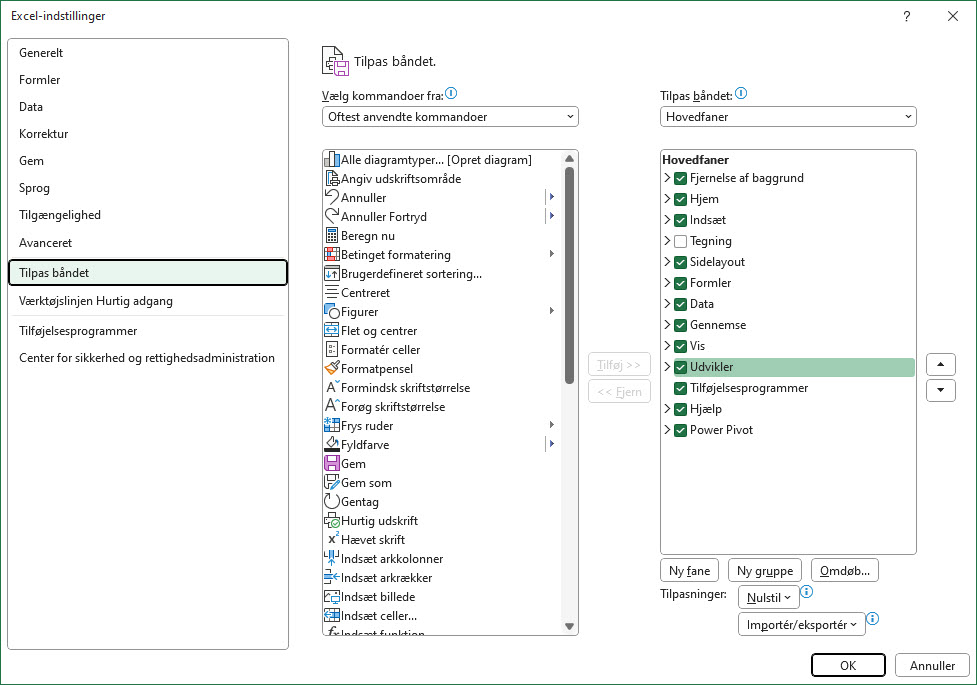 Excel-indstillinger
?
Generelt
Formler
Data
Korrektur
Gem
Sprog
Tilgængelighed
Avanceret
Tilpas båndet
Værktøjslinjen Hurtig adgang
Tilføjelsesprogrammer
Center for sikkerhed og rettighedsadministration
Tilpas båndet.
Vælg kommandoer fra:
Oftest anvendte kommandoer
Alle diagramtyper... [Opret diagram]
Angiv udskriftsområde
Annuller
Annuller Fortryd
Beregn nu
Betinget formatering
Brugerdefineret sortering...
Centreret
Figurer
Flet og centrer
Formatér celler
Formatpensel
Formindsk skriftstørrelse
Forøg skriftstørrelse
Frys ruder
Fyldfarve
Gem
Gem som
Gentag
Hurtig udskrift
Hævet skrift
Indsæt arkkolonner
Indsæt arkrækker
Indsæt billede
Indsæt celler...
Indsæt funktion
Tilføj >>
<< Fjern
Tilpas båndet:
Hovedfaner
Hovedfaner
Fjernelse af baggrund
Hjem
Indsæt
Tegning
Sidelayout
Formler
Data
Gennemse
Vis
Udvikler
Tilføjelsesprogrammer
Hjælp
Power Pivot
Ny fane
Ny gruppe
Omdøb...
Tilpasninger:
Nulstil
Importér/eksportér
OK
Annuller